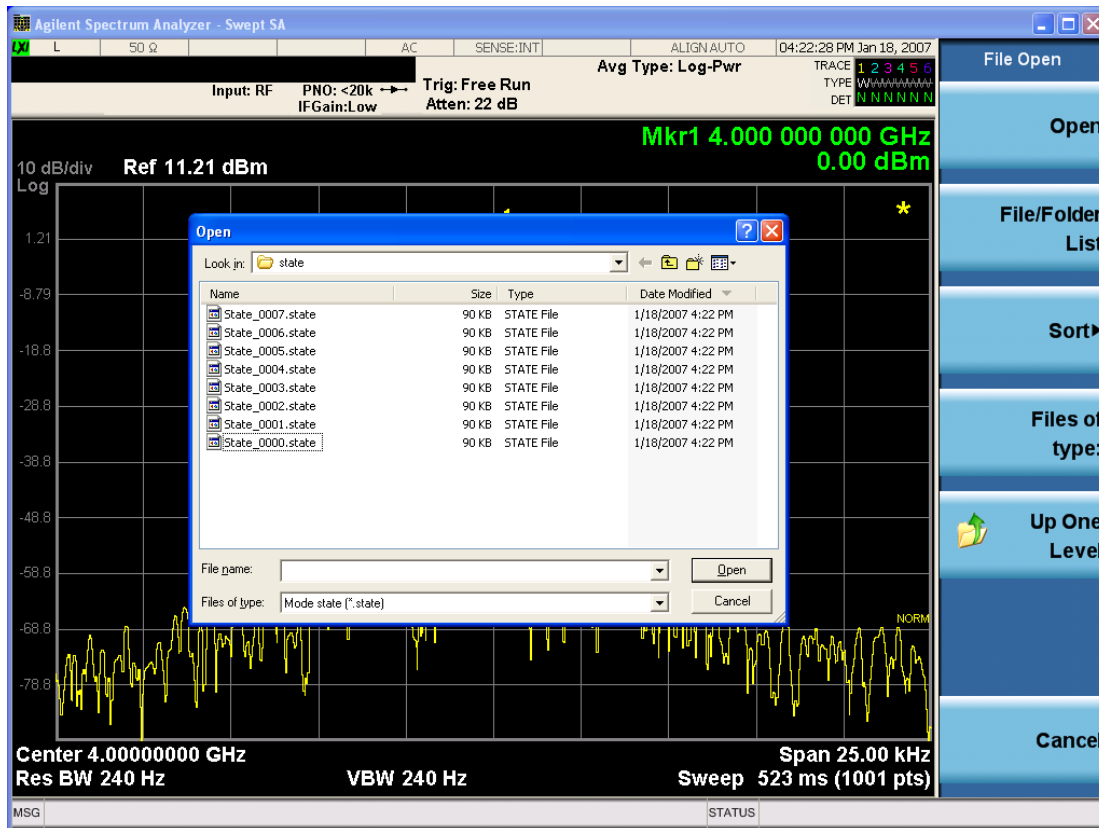 Agilent Spectrum Analyzer - Swept SA
LXI L 50 Ω AC SENSE:INT ALIGN AUTO 04:22:28 PM Jan 18, 2007
Input: RF PNO: <20k IFGain:Low
Trig: Free Run
Atten: 22 dB
Avg Type: Log-Pwr
TRACE 1 2 3 4 5 6
TYPE W
DET N N N N N N
Mkr1 4.000 000 000 GHz
0.00 dBm
10 dB/div Ref 11.21 dBm
Log
1.21
-8.79
-18.8
-28.8
-38.8
-48.8
-58.8
-68.8
-78.8
NORM
Open
Look in: state
Name Size Type Date Modified
State_0007.state 90 KB STATE File 1/18/2007 4:22 PM
State_0006.state 90 KB STATE File 1/18/2007 4:22 PM
State_0005.state 90 KB STATE File 1/18/2007 4:22 PM
State_0004.state 90 KB STATE File 1/18/2007 4:22 PM
State_0003.state 90 KB STATE File 1/18/2007 4:22 PM
State_0002.state 90 KB STATE File 1/18/2007 4:22 PM
State_0001.state 90 KB STATE File 1/18/2007 4:22 PM
State_0000.state 90 KB STATE File 1/18/2007 4:22 PM
File name: Open
Files of type: Mode state (*.state) Cancel
Center 4.00000000 GHz Span 25.00 kHz
Res BW 240 Hz VBW 240 Hz Sweep 523 ms (1001 pts)
MSG STATUS
File Open
Open
File/Folder
List
Sort
Files of
type:
Up One
Level
Cancel